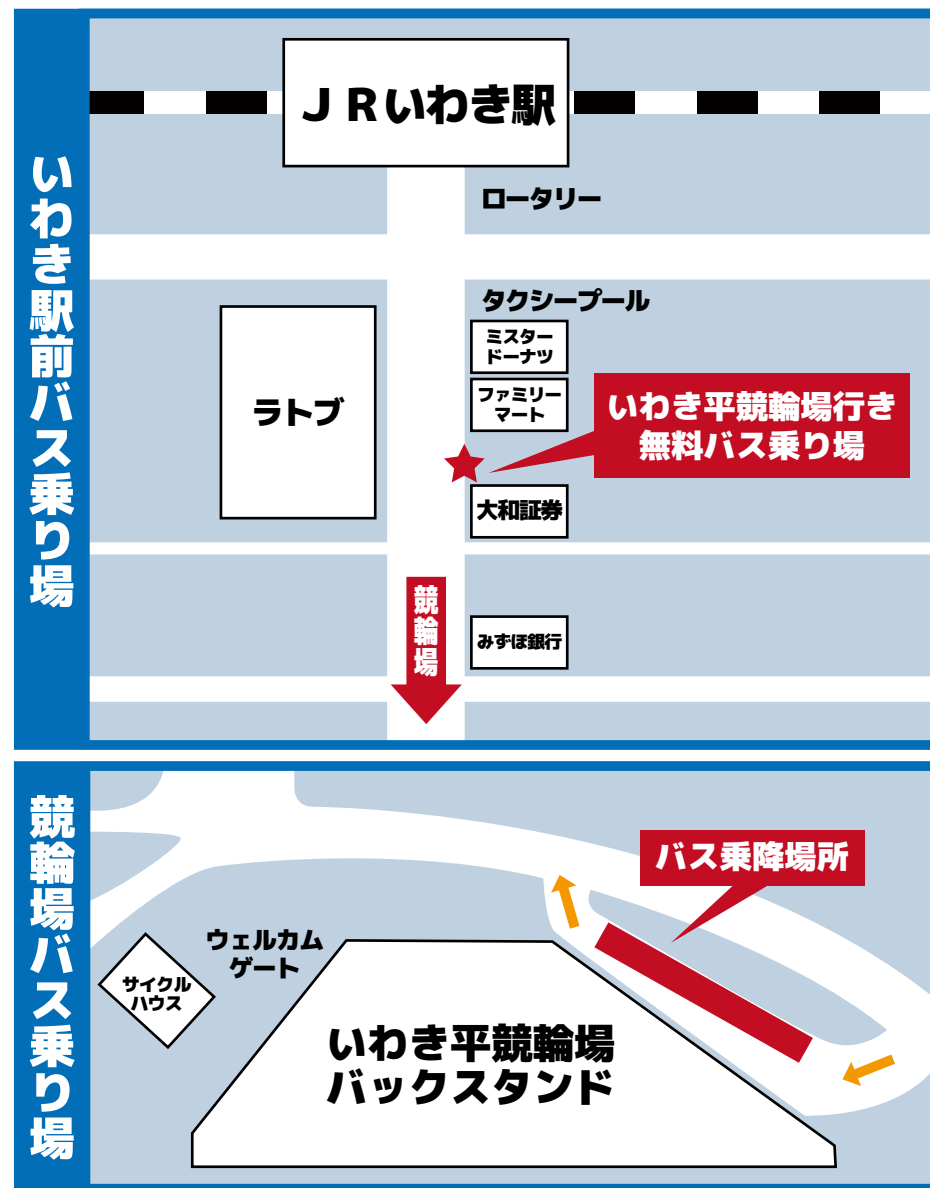 いわき駅前バス乗り場
ＪＲいわき駅
ロータリー
タクシープール
ミスター
ドーナツ
ファミリー
マート
ラトブ
いわき平競輪場行き
無料バス乗り場
大和証券
競輪場
みずほ銀行
競輪場バス乗り場
バス乗降場所
ウェルカム
ゲート
サイクル
ハウス
いわき平競輪場
バックスタンド